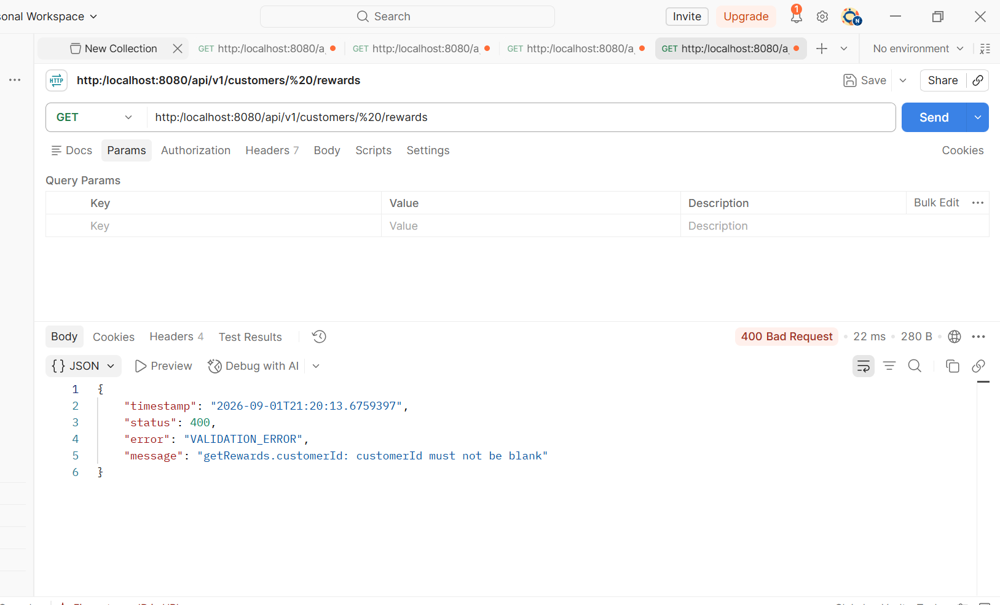 sonal Workspace
Search
Invite
Upgrade
1
N
New Collection
GET http:/localhost:8080/a
GET http:/localhost:8080/a
GET http:/localhost:8080/a
GET http:/localhost:8080/a
No environment
HTTP
http:/localhost:8080/api/v1/customers/%20/rewards
Save
Share
GET
http:/localhost:8080/api/v1/customers/%20/rewards
Send
Docs
Params
Authorization
Headers 7
Body
Scripts
Settings
Cookies
Query Params
Key
Value
Description
Bulk Edit
Key
Value
Description
Body
Cookies
Headers 4
Test Results
400 Bad Request
22 ms
280 B
{} JSON
Preview
Debug with AI
1 {
2 "timestamp": "2026-09-01T21:20:13.6759397",
3 "status": 400,
4 "error": "VALIDATION_ERROR",
5 "message": "getRewards.customerId: customerId must not be blank"
6 }